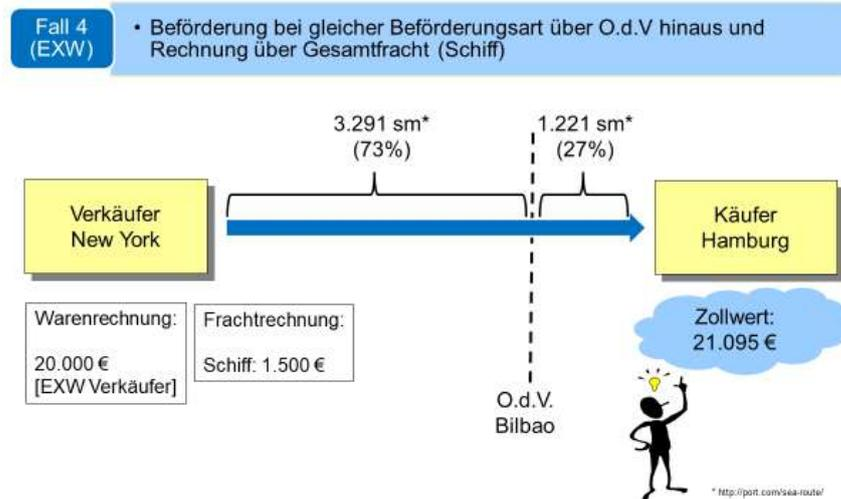 Fall 4
(EXW)
• Beförderung bei gleicher Beförderungsart über O.d.V hinaus und
Rechnung über Gesamtfracht (Schiff)
3.291 sm*
(73%)
1.221 sm*
(27%)
Verkäufer
New York
Käufer
Hamburg
Warenrechnung:
20.000 €
[EXW Verkäufer]
Frachtrechnung:
Schiff: 1.500 €
Zollwert:
21.095 €
O.d.V.
Bilbao
* http://port.com/sea-route/